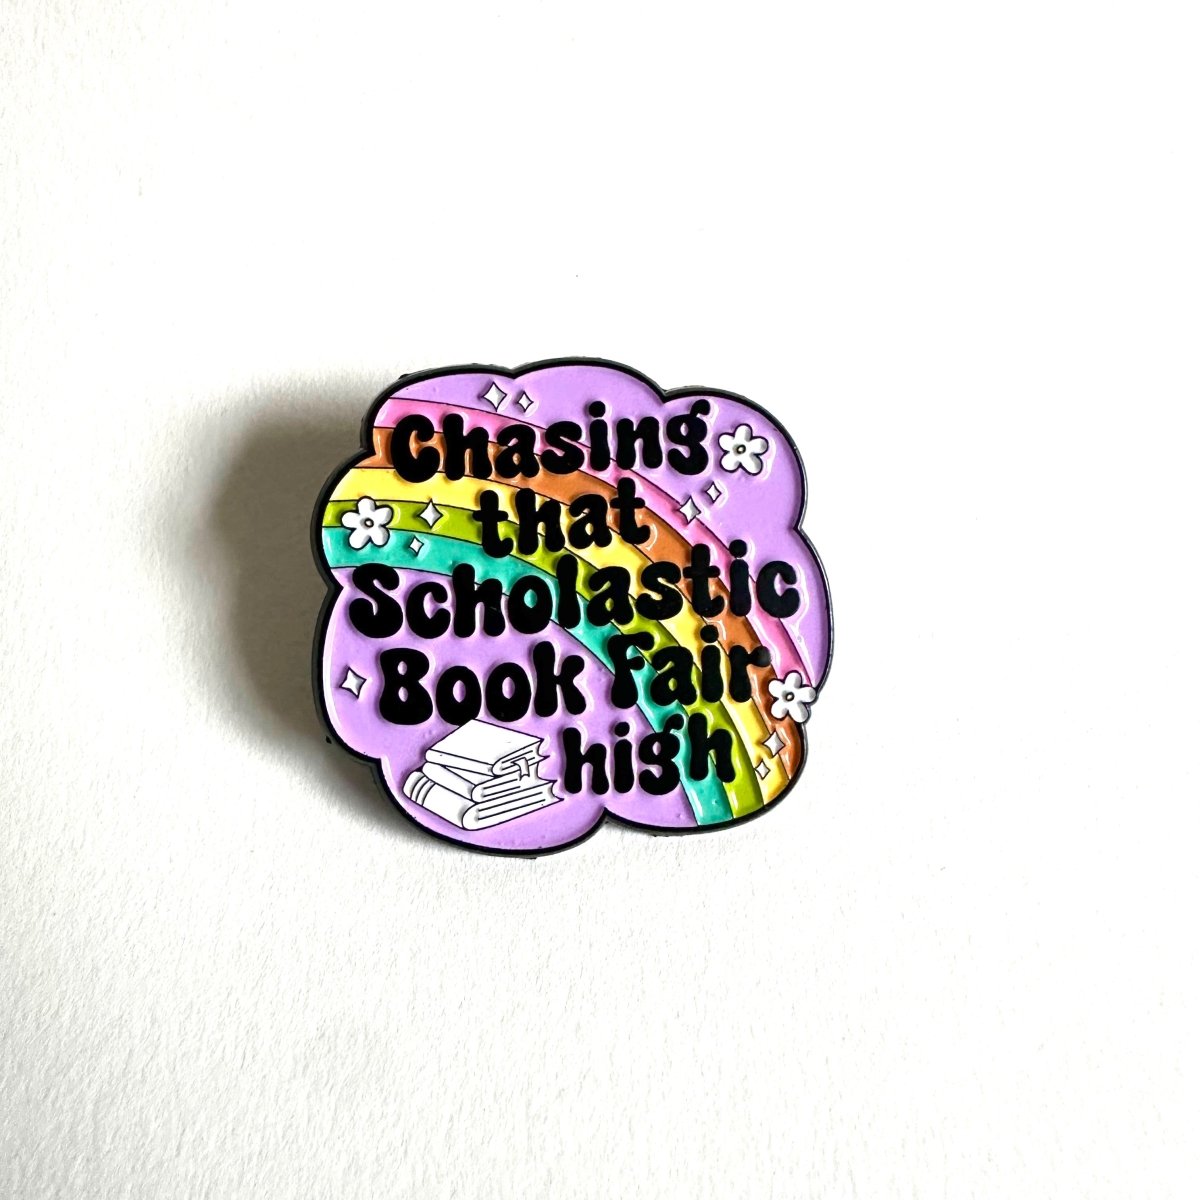 Chasing
that
Scholastic
Book Fair
high